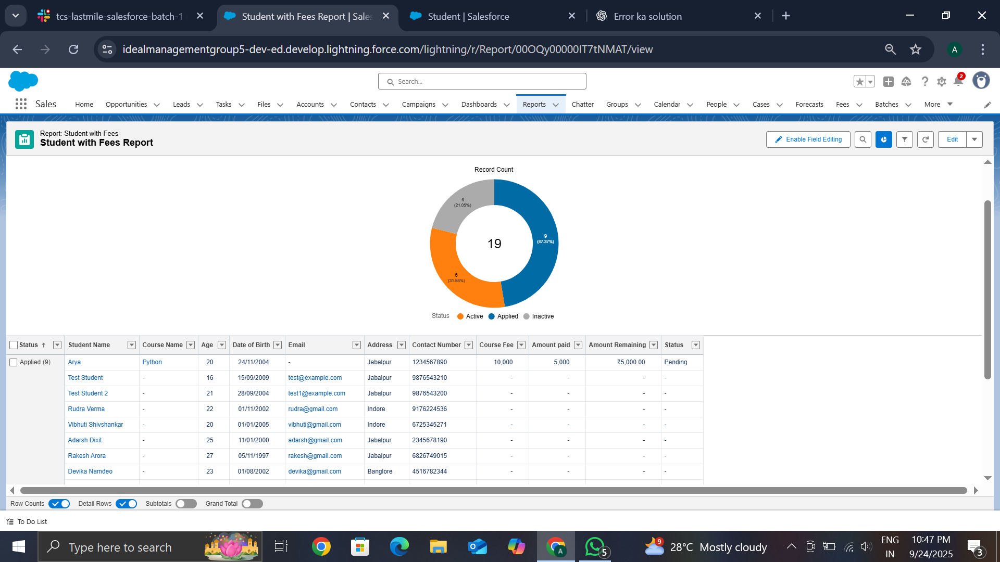 tcs-lastmile-salesforce-batch-1
Student with Fees Report | Sales
Student | Salesforce
Error ka solution
idealmanagementgroup5-dev-ed.develop.lightning.force.com/lightning/r/Report/00OQy00000IT7tNMAT/view
A
Search...
2
Sales
Home Opportunities Leads Tasks Files Accounts Contacts Campaigns Dashboards Reports Chatter Groups Calendar People Cases Forecasts Fees Batches More
Report: Student with Fees
Student with Fees Report
Enable Field Editing
Edit
Record Count
4
(21.05%)
9
(47.37%)
19
6
(31.58%)
Status Active Applied Inactive
Status ↑ Student Name Course Name Age Date of Birth Email Address Contact Number Course Fee Amount paid Amount Remaining Status
Applied (9) Arya Python 20 24/11/2004 - Jabalpur 1234567890 10,000 5,000 ₹5,000.00 Pending
Test Student - 16 15/09/2009 test@example.com Jabalpur 9876543210 - - - -
Test Student 2 - 21 28/09/2004 test1@example.com Jabalpur 9876543200 - - - -
Rudra Verma - 22 01/11/2002 rudra@gmail.com Indore 9176224536 - - - -
Vibhuti Shivshankar - 20 01/01/2005 vibhuti@gmail.com Indore 6725345271 - - - -
Adarsh Dixit - 25 11/01/2000 adarsh@gmail.com Jabalpur 2345678190 - - - -
Rakesh Arora - 27 05/11/1997 rakesh@gmail.com Jabalpur 6826749015 - - - -
Devika Namdeo - 23 01/08/2002 devika@gmail.com Banglore 4516782344 - - - -
Row Counts Detail Rows Subtotals Grand Total
To Do List
Type here to search
A
5
9
28°C Mostly cloudy
ENG
IN
10:47 PM
9/24/2025
3